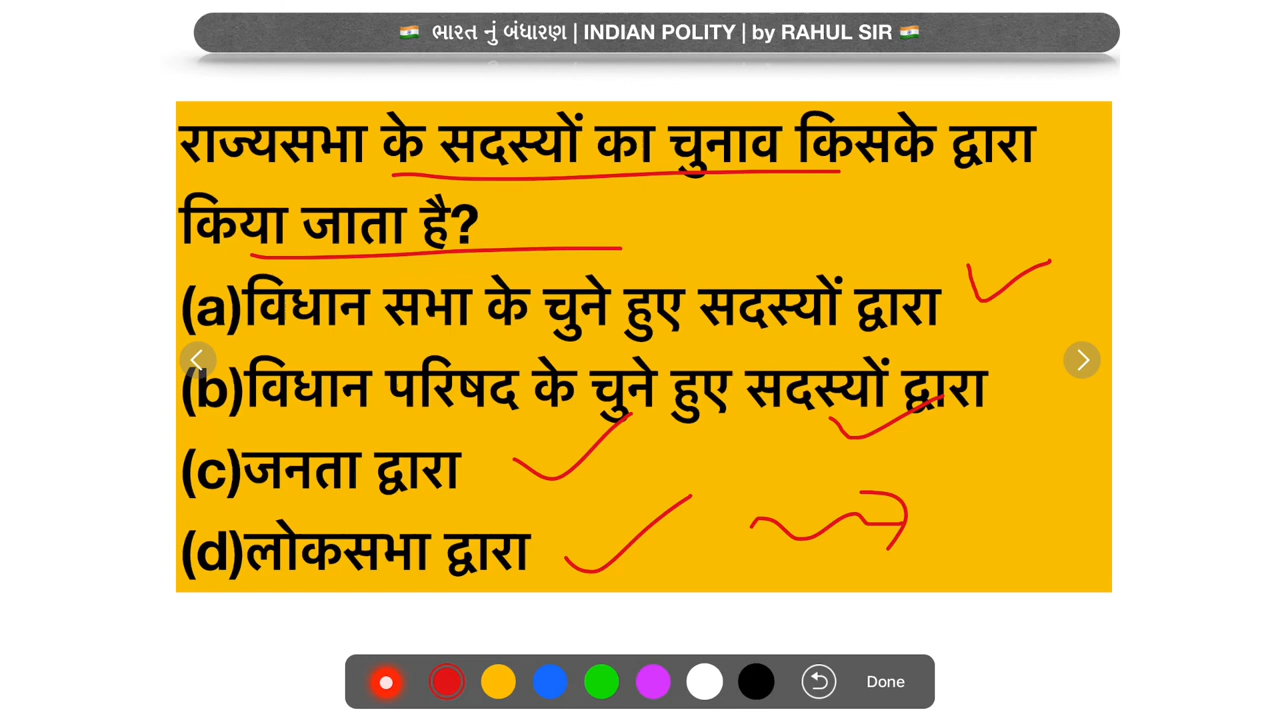 🇮🇳 ભારત નું બંધારણ | INDIAN POLITY | by RAHUL SIR 🇮🇳
राज्यसभा के सदस्यों का चुनाव किसके द्वारा
किया जाता है?
(a)विधान सभा के चुने हुए सदस्यों द्वारा
(b)विधान परिषद के चुने हुए सदस्यों द्वारा
(c)जनता द्वारा
(d)लोकसभा द्वारा
Done